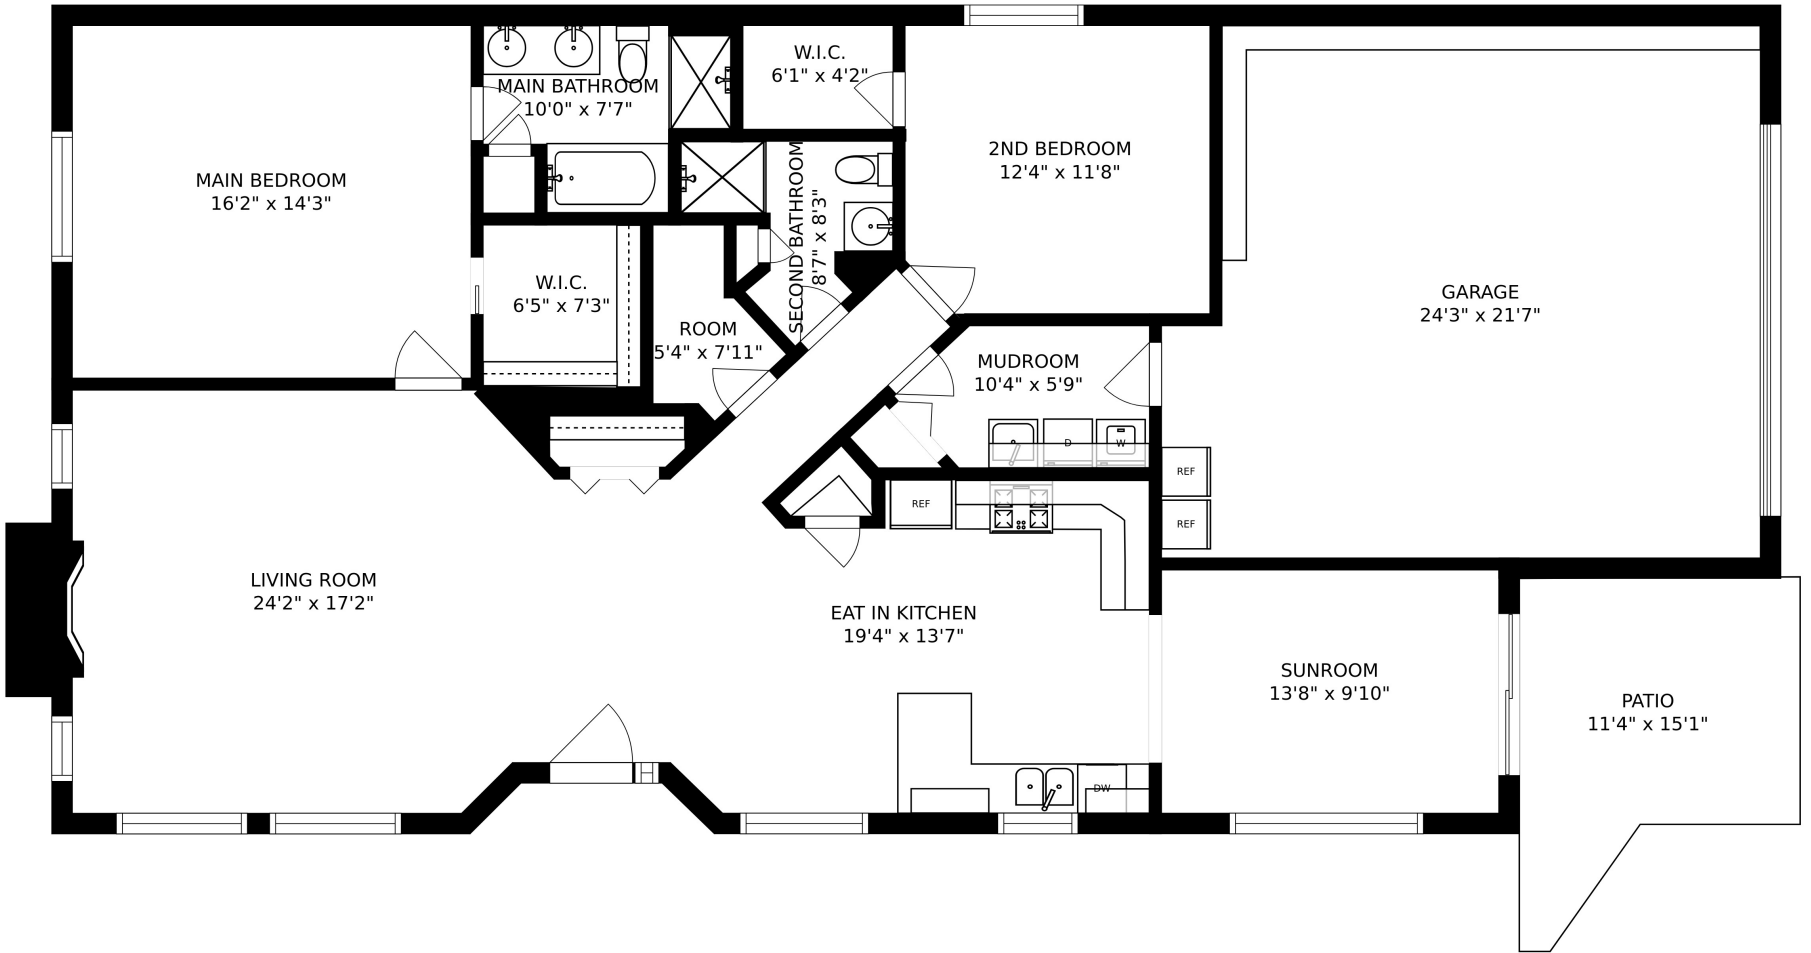 W.I.C.
6'1" x 4'2"
MAIN BATHROOM
10'0" x 7'7"
2ND BEDROOM
12'4" x 11'8"
MAIN BEDROOM
16'2" x 14'3"
SECOND BATHROOM
8'7" x 8'3"
W.I.C.
6'5" x 7'3"
GARAGE
24'3" x 21'7"
ROOM
5'4" x 7'11"
MUDROOM
10'4" x 5'9"
D
W
REF
REF
REF
LIVING ROOM
24'2" x 17'2"
EAT IN KITCHEN
19'4" x 13'7"
SUNROOM
13'8" x 9'10"
PATIO
11'4" x 15'1"
DW